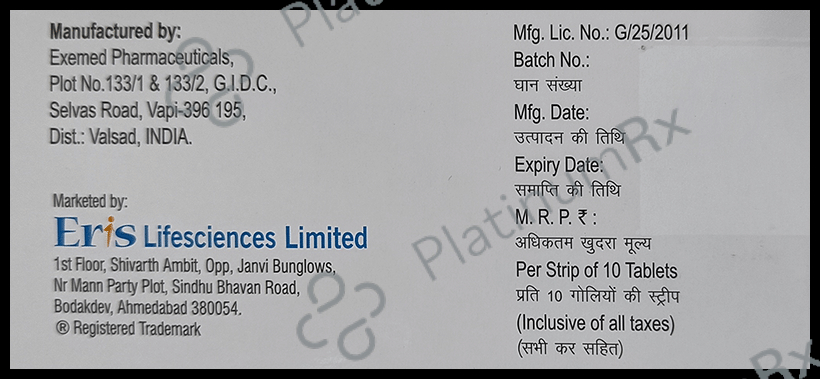 Manufactured by:
Exemed Pharmaceuticals,
Plot No.133/1 & 133/2, G.I.D.C.,
Selvas Road, Vapi-396 195,
Dist.: Valsad, INDIA.
Marketed by:
Eris Lifesciences Limited
1st Floor, Shivarth Ambit, Opp, Janvi Bunglows,
Nr Mann Party Plot, Sindhu Bhavan Road,
Bodakdev, Ahmedabad 380054.
® Registered Trademark
Mfg. Lic. No.: G/25/2011
Batch No.:
घान संख्या
Mfg. Date:
उत्पादन की तिथि
Expiry Date:
समाप्ति की तिथि
M. R. P. ₹ :
अधिकतम खुदरा मूल्य
Per Strip of 10 Tablets
प्रति 10 गोलियों की स्ट्रीप
(Inclusive of all taxes)
(सभी कर सहित)
PlatinumRx
PlatinumRx
Rx